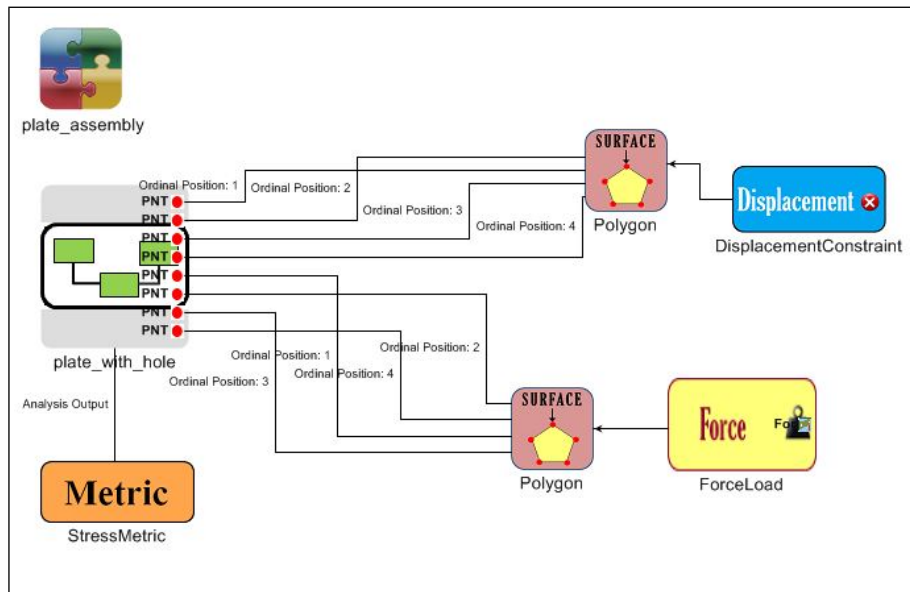 plate_assembly
SURFACE
Polygon
Displacement
DisplacementConstraint
Ordinal Position: 1
Ordinal Position: 2
Ordinal Position: 3
Ordinal Position: 4
PNT
PNT
PNT
PNT
PNT
PNT
PNT
PNT
plate_with_hole
Ordinal Position: 1
Ordinal Position: 2
Ordinal Position: 3
Ordinal Position: 4
Analysis Output
SURFACE
Polygon
Force
ForceLoad
Metric
StressMetric